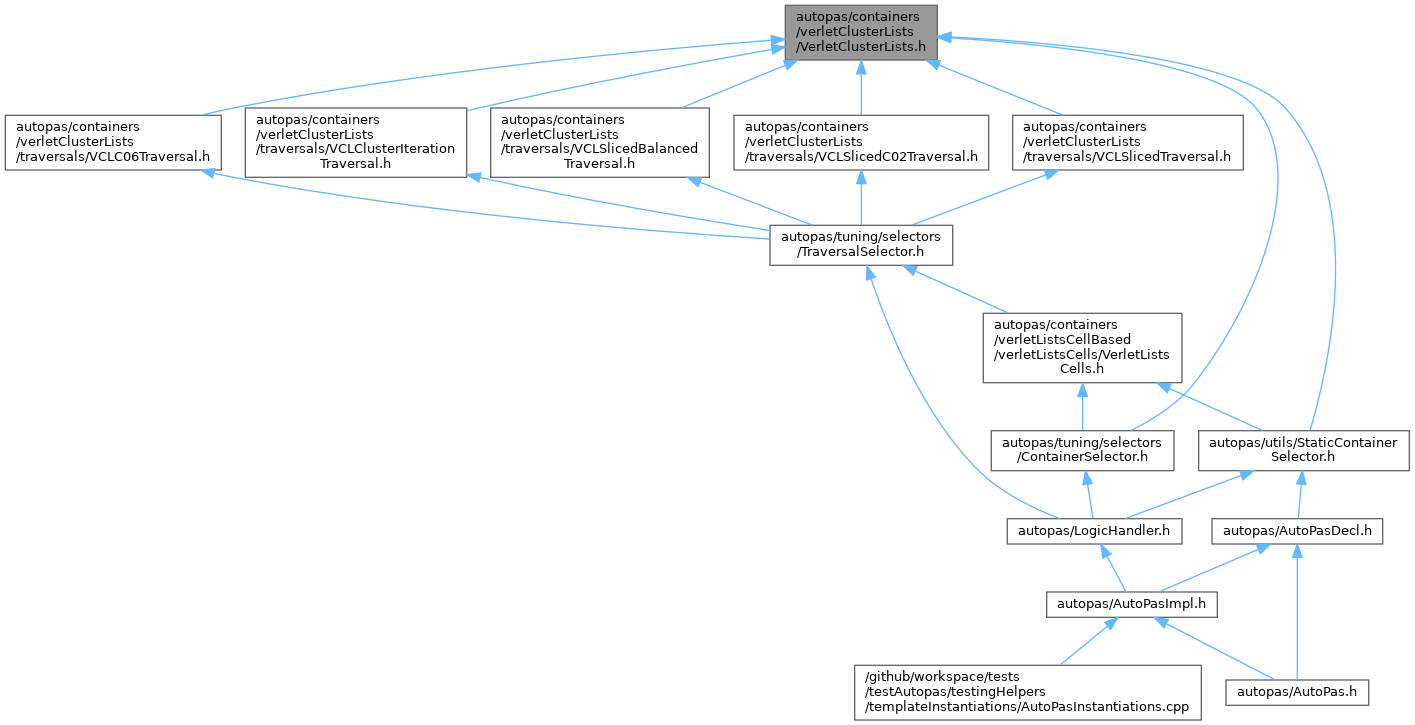 autopas/containers
/verletClusterLists
/VerletClusterLists.h
autopas/containers
/verletClusterLists
/traversals/VCLC06Traversal.h
autopas/containers
/verletClusterLists
/traversals/VCLClusterIteration
Traversal.h
autopas/containers
/verletClusterLists
/traversals/VCLSlicedBalanced
Traversal.h
autopas/containers
/verletClusterLists
/traversals/VCLSlicedC02Traversal.h
autopas/containers
/verletClusterLists
/traversals/VCLSlicedTraversal.h
autopas/tuning/selectors
/TraversalSelector.h
autopas/containers
/verletListsCellBased
/verletListsCells/VerletLists
Cells.h
autopas/tuning/selectors
/ContainerSelector.h
autopas/utils/StaticContainer
Selector.h
autopas/LogicHandler.h
autopas/AutoPasDecl.h
autopas/AutoPasImpl.h
/github/workspace/tests
/testAutopas/testingHelpers
/templateInstantiations/AutoPasInstantiations.cpp
autopas/AutoPas.h